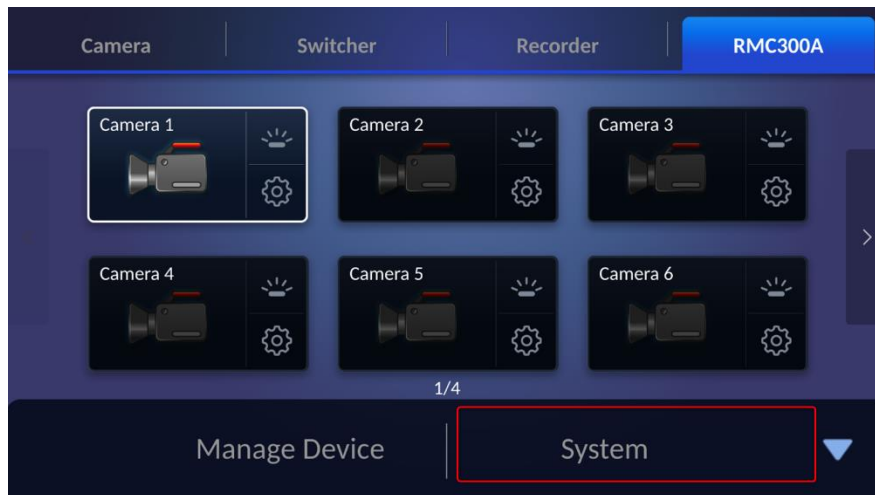 Camera Switcher Recorder RMC300A
Camera 1 Camera 2 Camera 3
Camera 4 Camera 5 Camera 6
1/4
Manage Device System